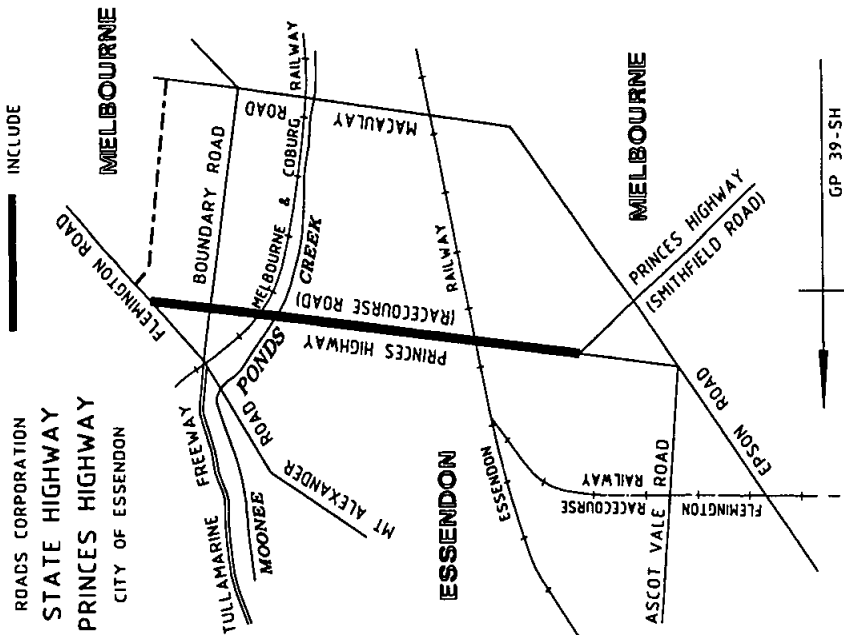 ROADS CORPORATION
STATE HIGHWAY
PRINCES HIGHWAY
CITY OF ESSENDON
INCLUDE
MELBOURNE
FLEMINGTON ROAD
BOUNDARY ROAD
MACAULAY ROAD
MELBOURNE & COBURG RAILWAY
TULLAMARINE FREEWAY
MOONEE PONDS CREEK
MT ALEXANDER ROAD
PRINCES HIGHWAY
(RACECOURSE ROAD)
ESSENDON
ESSENDON RAILWAY
FLEMINGTON RACECOURSE RAILWAY
ASCOT VALE ROAD
EPSON ROAD
MELBOURNE
PRINCES HIGHWAY
(SMITHFIELD ROAD)
GP 39-SH